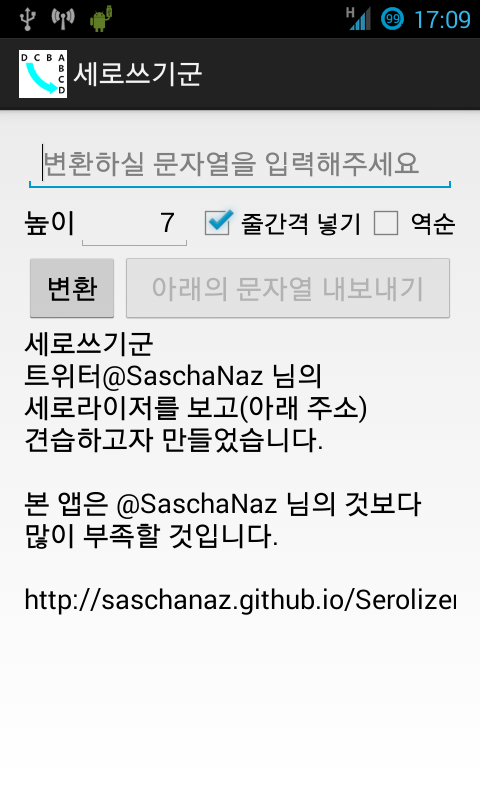 H 99 17:09
D C B A
B
C
D
세로쓰기군
변환하실 문자열을 입력해주세요
높이 7 줄간격 넣기 역순
변환 아래의 문자열 내보내기
세로쓰기군
트위터@SaschaNaz 님의
세로라이저를 보고(아래 주소)
견습하고자 만들었습니다.
본 앱은 @SaschaNaz 님의 것보다
많이 부족할 것입니다.
http://saschanaz.github.io/Serolizer